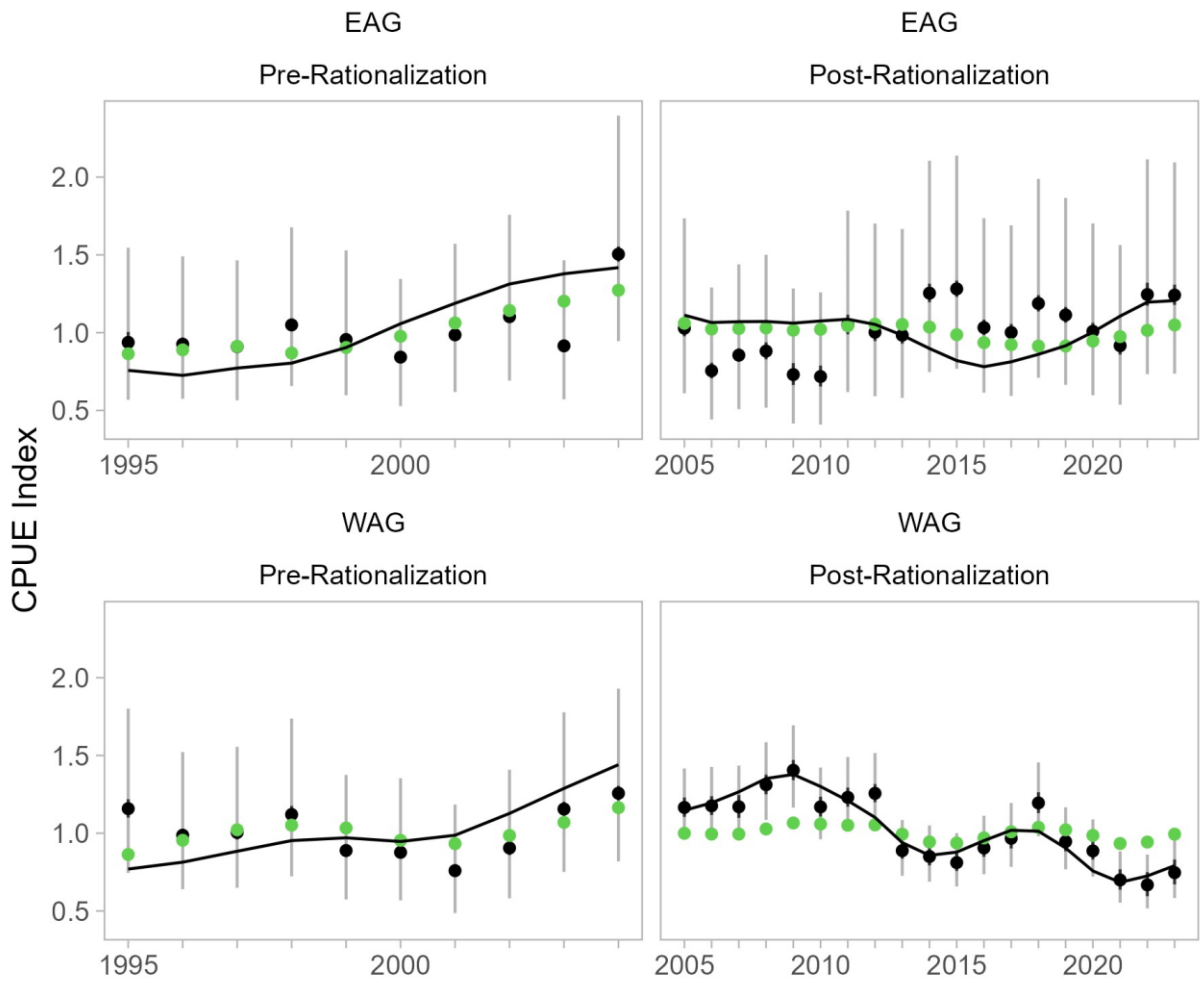 EAG
EAG
Pre-Rationalization
Post-Rationalization
2.0
1.5
1.0
0.5
1995
2000
2005
2010
2015
2020
CPUE Index
WAG
WAG
Pre-Rationalization
Post-Rationalization
2.0
1.5
1.0
0.5
1995
2000
2005
2010
2015
2020